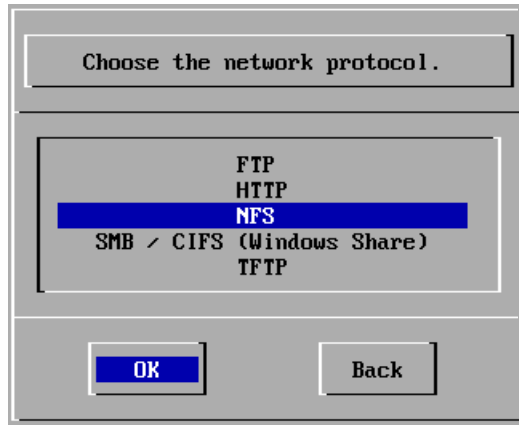 Choose the network protocol.
FTP
HTTP
NFS
SMB / CIFS (Windows Share)
TFTP
OK Back